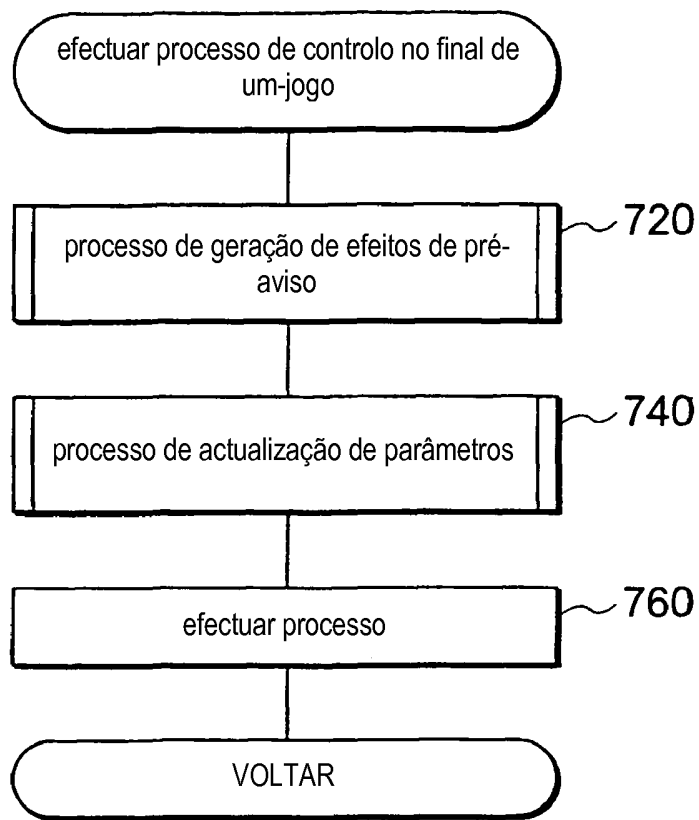 efectuar processo de controlo no final de
um-jogo
processo de geração de efeitos de pré-
aviso
720
processo de actualização de parâmetros
740
efectuar processo
760
VOLTAR